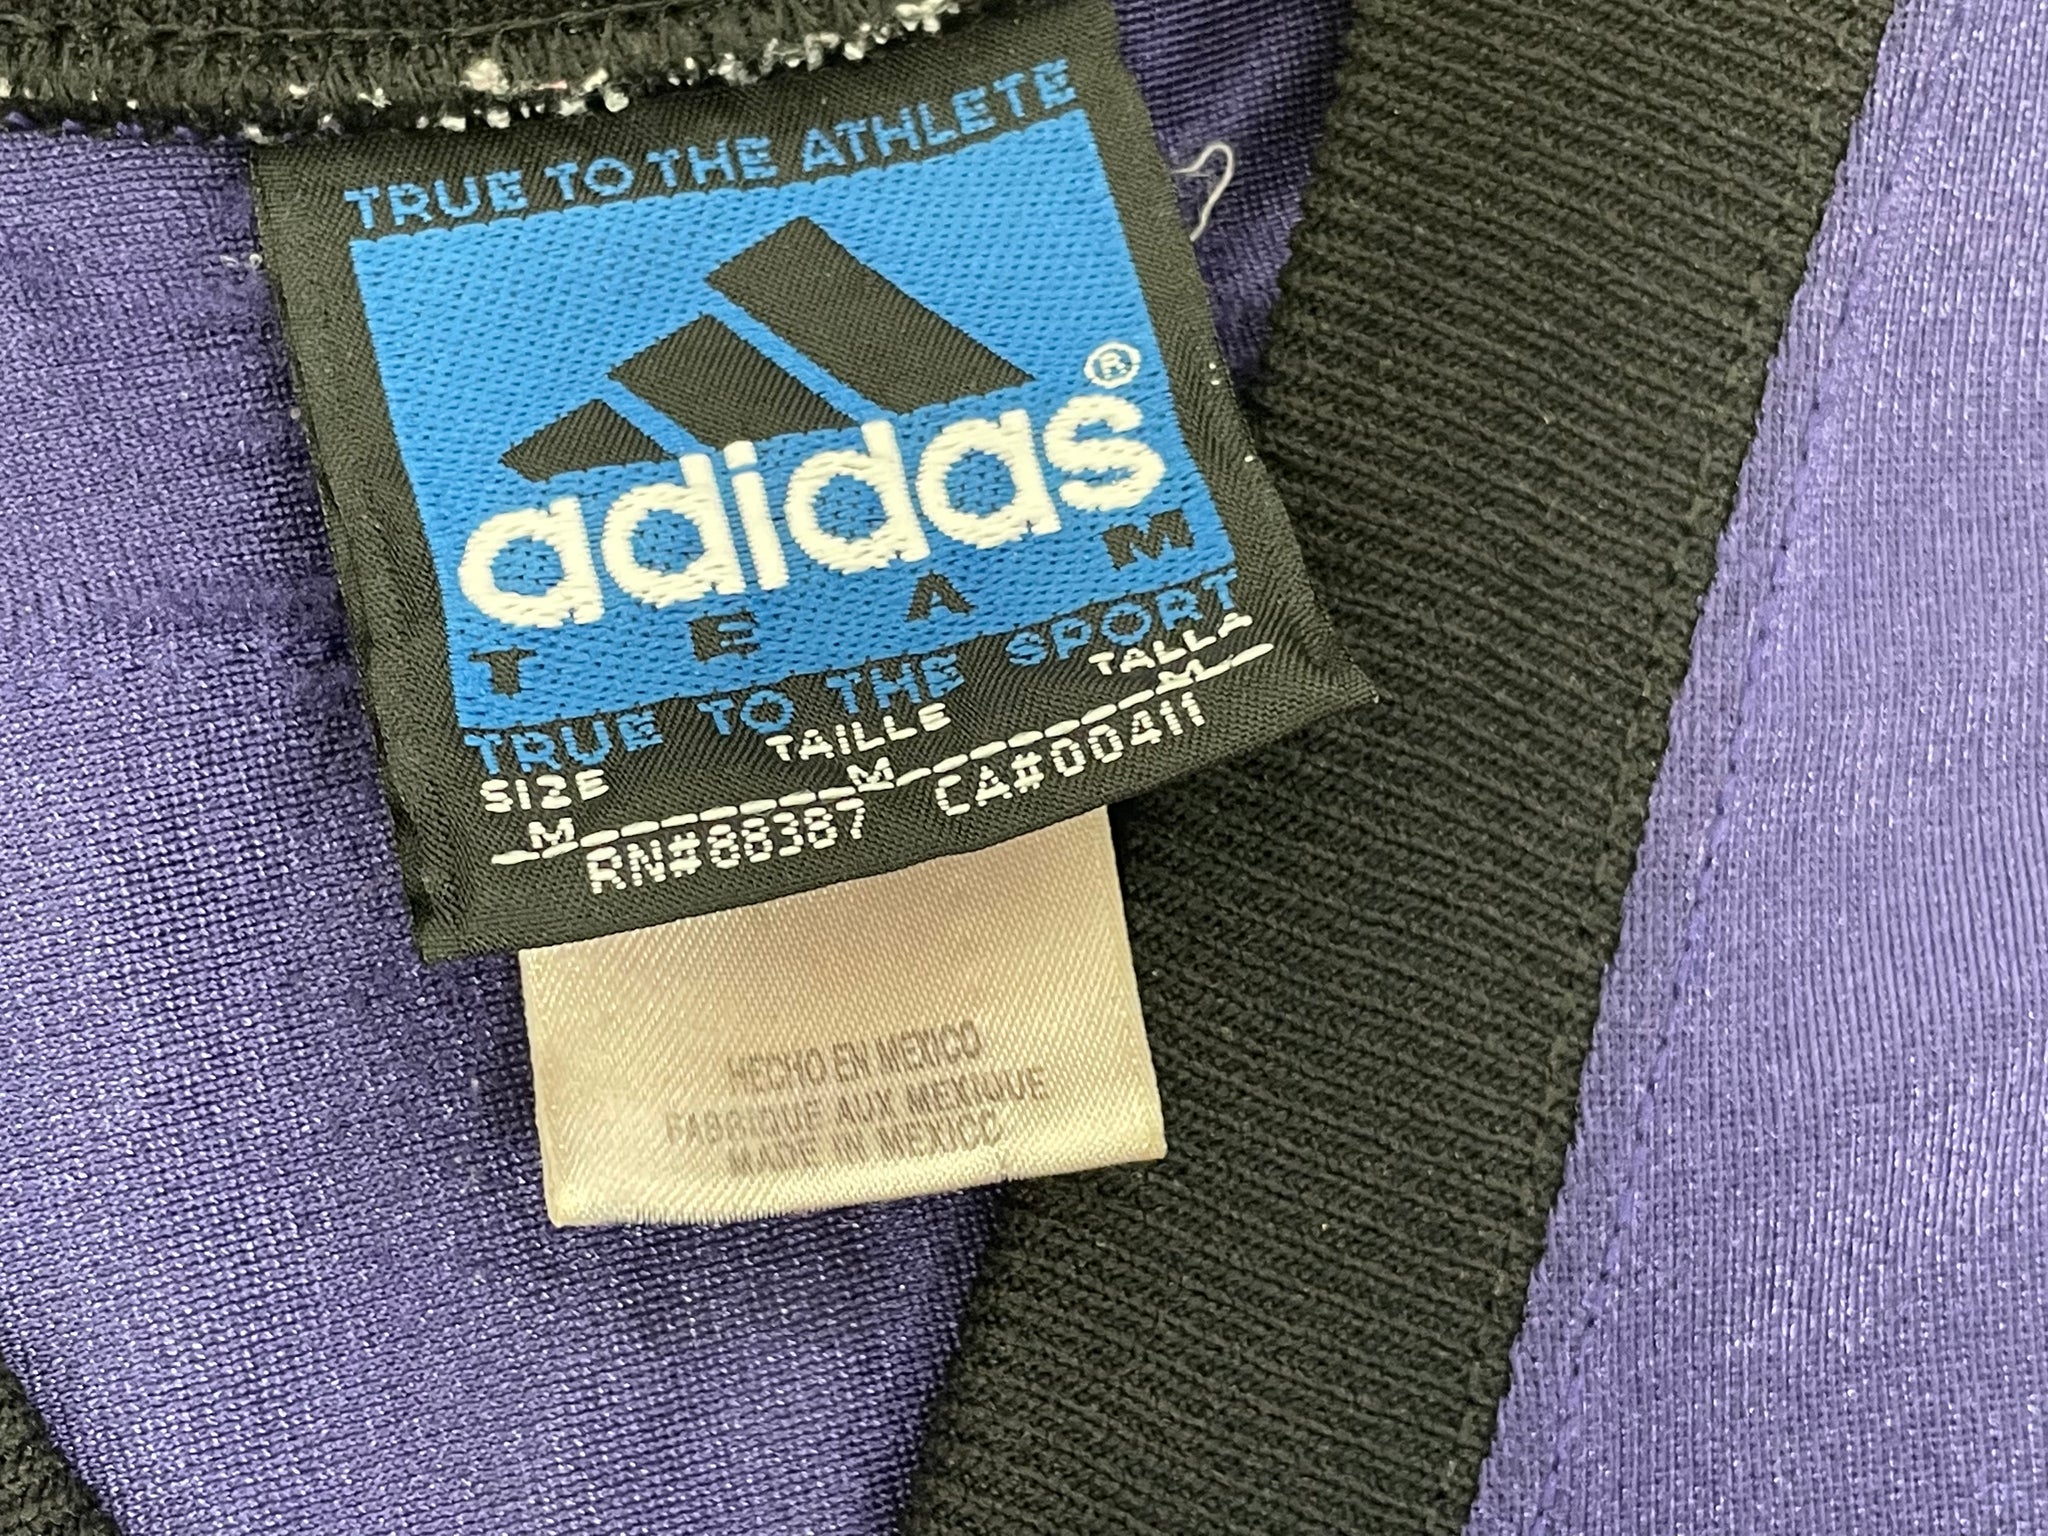 TRUE TO THE ATHLETE
adidas®
TEAM
TRUE TO THE SPORT
SIZE TAILLE TALLA
M M M
RN#88387 CA#00411
HECHO EN MEXICO
FABRIQUE AUX MEXIQUE
MADE IN MEXICO